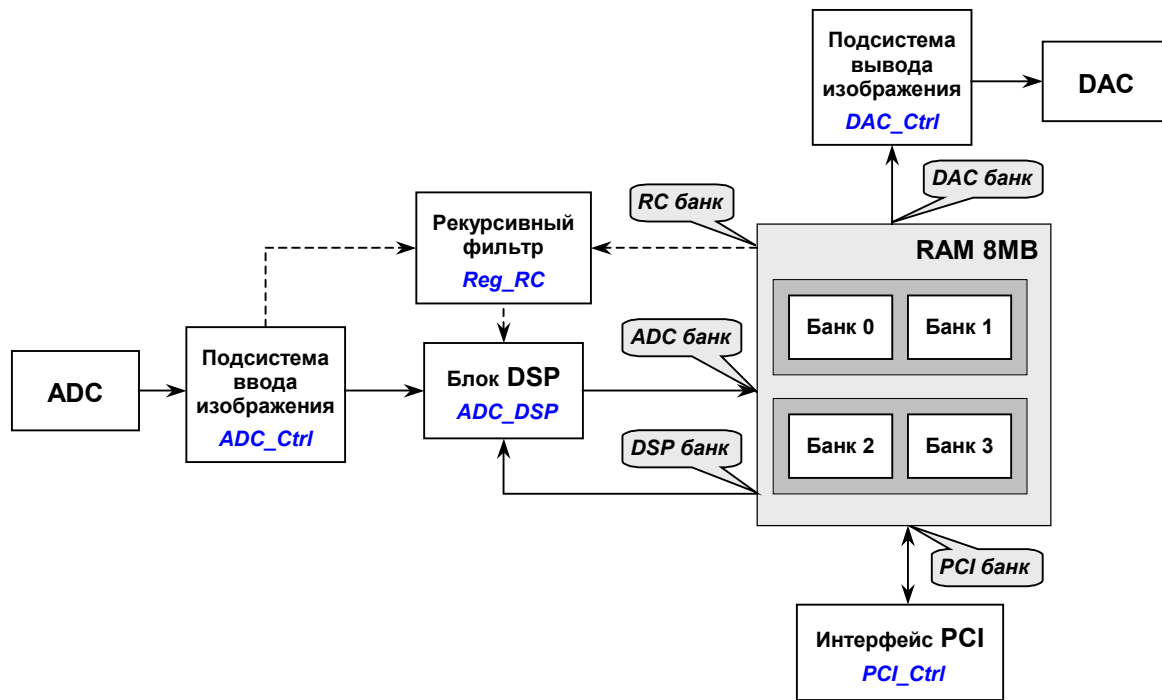 Подсистема
вывода
изображения
DAC_Ctrl
DAC
DAC банк
RC банк
Рекурсивный
фильтр
Reg_RC
RAM 8MB
Банк 0
Банк 1
ADC
Подсистема
ввода
изображения
ADC_Ctrl
Блок DSP
ADC_DSP
ADC банк
DSP банк
Банк 2
Банк 3
PCI банк
Интерфейс PCI
PCI_Ctrl